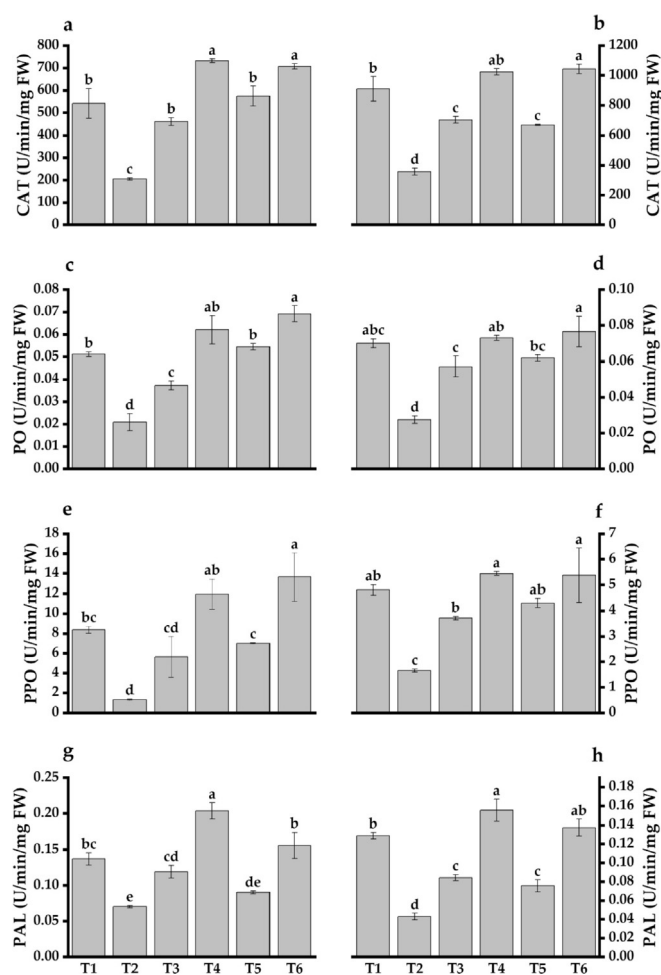 a
b
800
700
600
500
400
300
200
100
0
CAT (U/min/mg FW)
b
c
b
a
b
a
b
d
c
ab
c
a
1200
1000
800
600
400
200
0
CAT (U/min/mg FW)
c
d
0.08
0.07
0.06
0.05
0.04
0.03
0.02
0.01
0.00
PO (U/min/mg FW)
b
d
c
ab
b
a
abc
d
c
ab
bc
a
0.10
0.08
0.06
0.04
0.02
0.00
PO (U/min/mg FW)
e
f
18
16
14
12
10
8
6
4
2
0
PPO (U/min/mg FW)
bc
d
cd
ab
c
a
ab
c
b
a
ab
a
7
6
5
4
3
2
1
0
PPO (U/min/mg FW)
g
h
0.25
0.20
0.15
0.10
0.05
0.00
PAL (U/min/mg FW)
bc
e
cd
a
de
b
b
d
c
a
c
ab
0.18
0.16
0.14
0.12
0.10
0.08
0.06
0.04
0.02
0.00
PAL (U/min/mg FW)
T1 T2 T3 T4 T5 T6
T1 T2 T3 T4 T5 T6